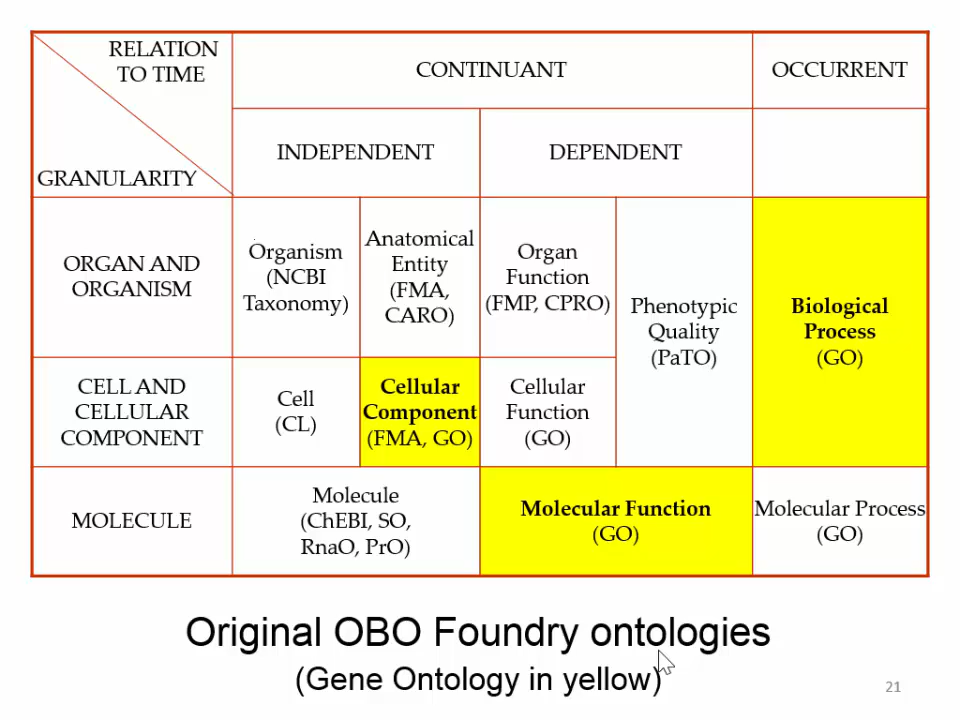 RELATION
TO TIME
GRANULARITY
CONTINUANT
OCCURRENT
INDEPENDENT
DEPENDENT
ORGAN AND
ORGANISM
Organism
(NCBI
Taxonomy)
Anatomical
Entity
(FMA,
CARO)
Organ
Function
(FMP, CPRO)
Phenotypic
Quality
(PaTO)
Biological
Process
(GO)
CELL AND
CELLULAR
COMPONENT
Cell
(CL)
Cellular
Component
(FMA, GO)
Cellular
Function
(GO)
MOLECULE
Molecule
(ChEBI, SO,
RnaO, PrO)
Molecular Function
(GO)
Molecular Process
(GO)
Original OBO Foundry ontologies
(Gene Ontology in yellow)
21